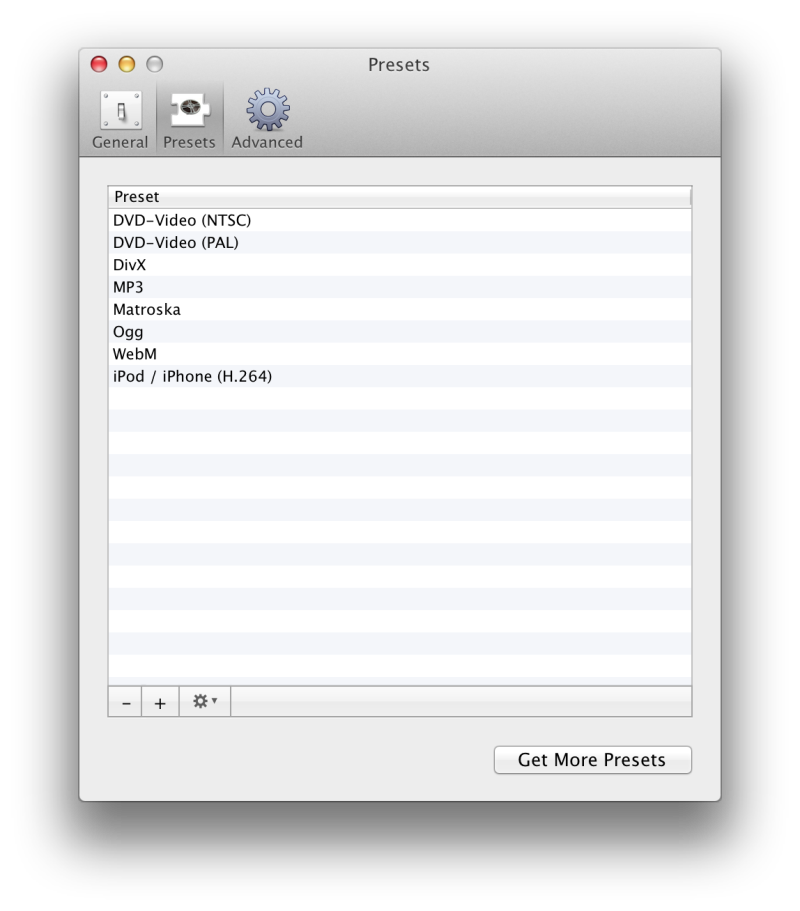 Presets
General Presets Advanced
Preset
DVD-Video (NTSC)
DVD-Video (PAL)
DivX
MP3
Matroska
Ogg
WebM
iPod / iPhone (H.264)
- +
Get More Presets